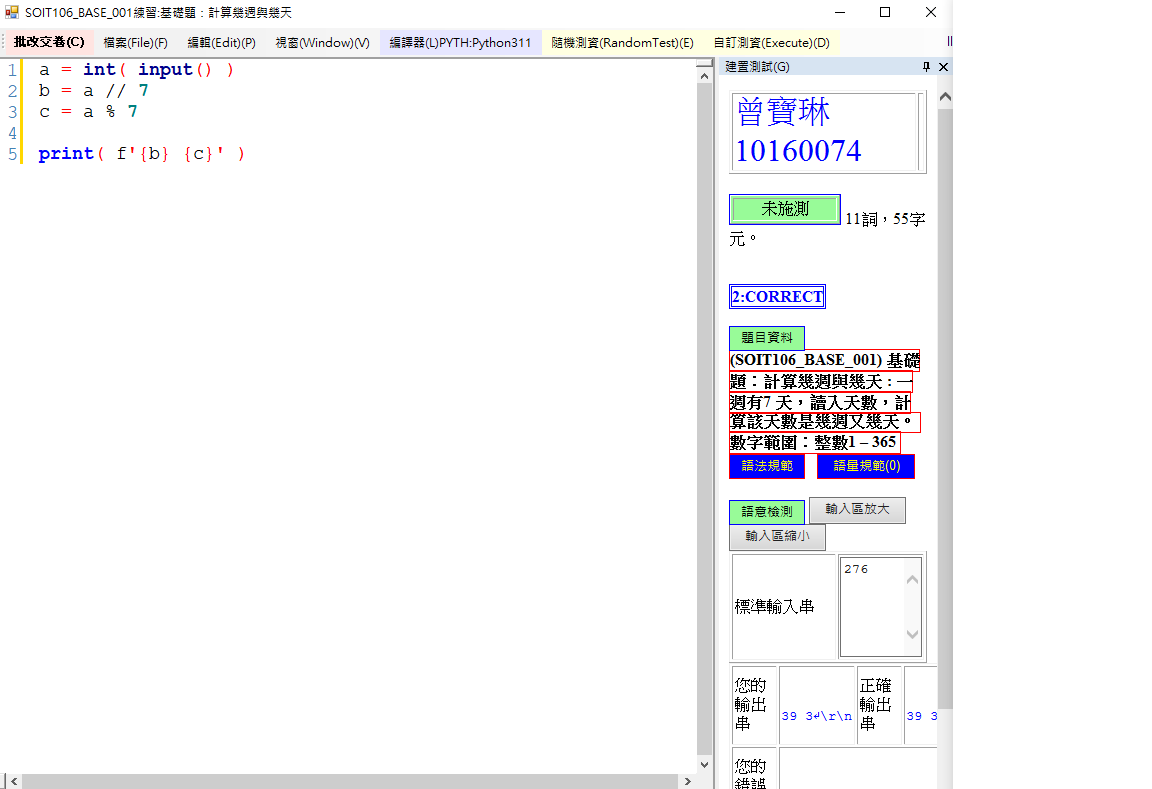 SOIT106_BASE_001練習:基礎題：計算幾週與幾天
批改交卷(C) 檔案(File)(F) 編輯(Edit)(P) 視窗(Window)(V) 編譯器(L)PYTH:Python311 隨機測資(RandomTest)(E) 自訂測資(Execute)(D)
1 a = int( input() )
2 b = a // 7
3 c = a % 7
4
5 print( f'{b} {c}' )
建置測試(G)
曾寶琳
10160074
未施測 11詞，55字
元。
2:CORRECT
題目資料
(SOIT106_BASE_001) 基礎
題：計算幾週與幾天：一
週有7 天，讀入天數，計
算該天數是幾週又幾天。
數字範圍：整數1 – 365
語法規範 語量規範(0)
語意檢測 輸入區放大
輸入區縮小
標準輸入串 276
您的
輸出
串
39 3↵\r\n
正確
輸出
串
39 3
您的
錯誤